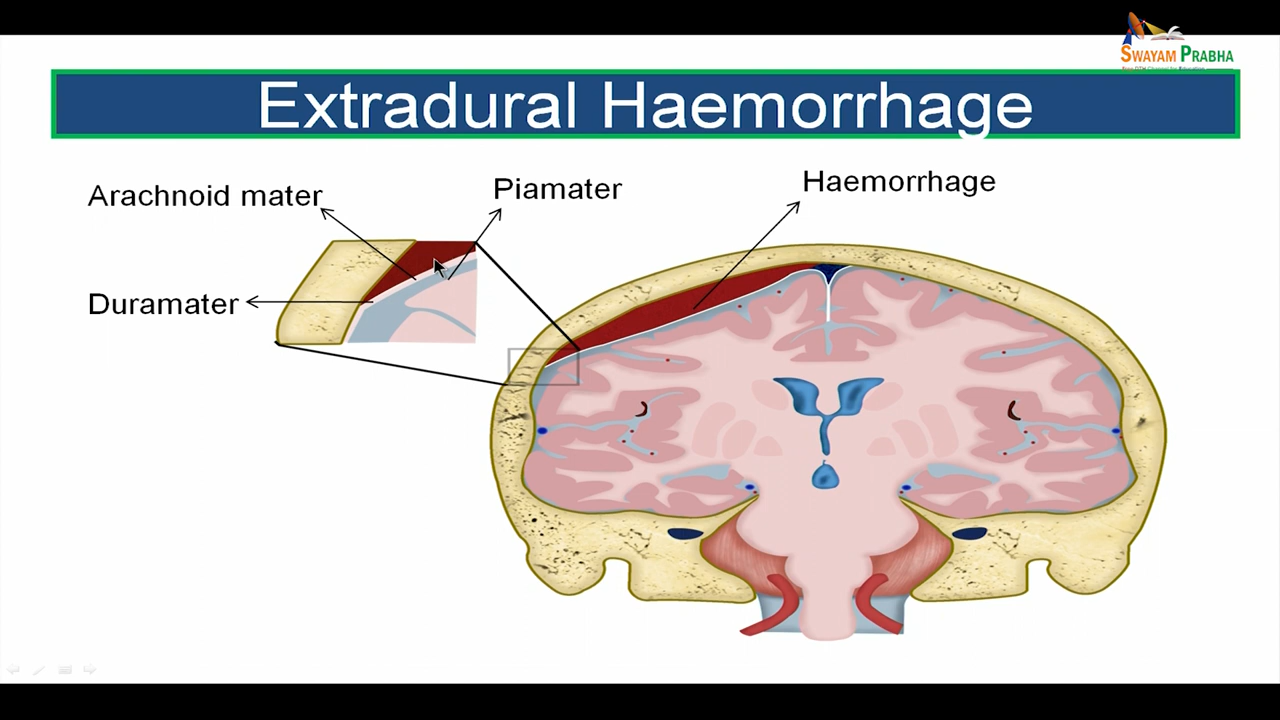 SWAYAM PRABHA
Extradural Haemorrhage
Arachnoid mater
Piamater
Haemorrhage
Duramater